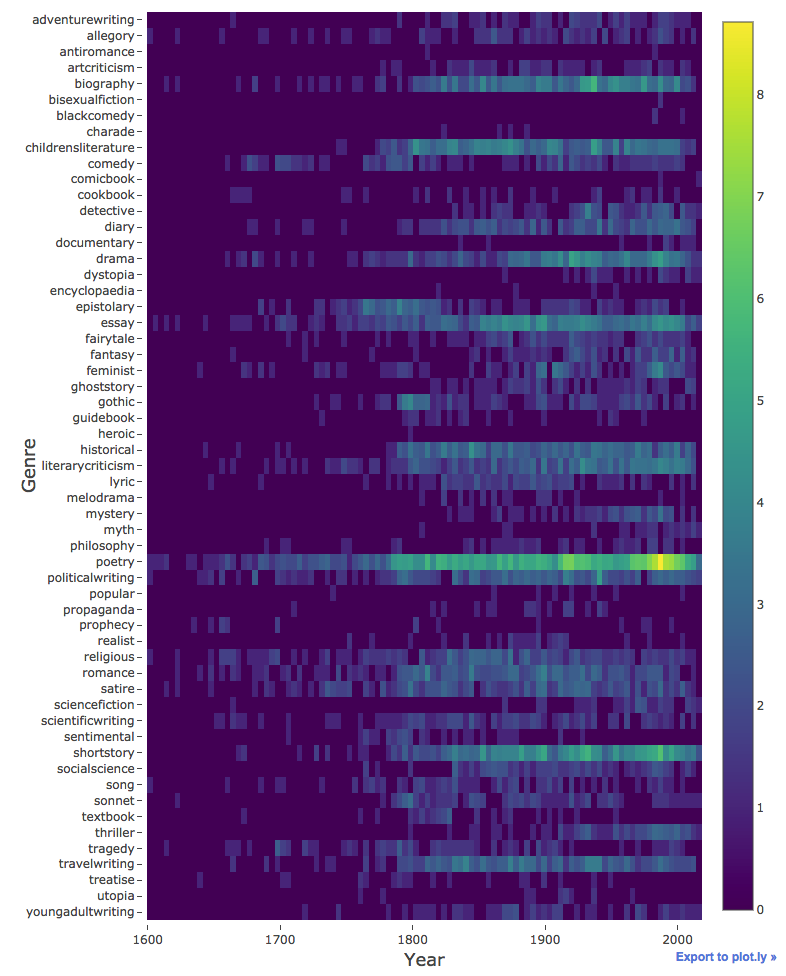 adventurewriting
allegory
antiromance
artcriticism
biography
bisexualfiction
blackcomedy
charade
childrensliterature
comedy
comicbook
cookbook
detective
diary
documentary
drama
dystopia
encyclopaedia
epistolary
essay
fairytale
fantasy
feminist
ghoststory
gothic
guidebook
heroic
historical
literarycriticism
lyric
melodrama
mystery
myth
philosophy
poetry
politicalwriting
popular
propaganda
prophecy
realist
religious
romance
satire
sciencefiction
scientificwriting
sentimental
shortstory
socialscience
song
sonnet
textbook
thriller
tragedy
travelwriting
treatise
utopia
youngadultwriting
Genre
1600 1700 1800 1900 2000
Year
8
7
6
5
4
3
2
1
0
Export to plot.ly »